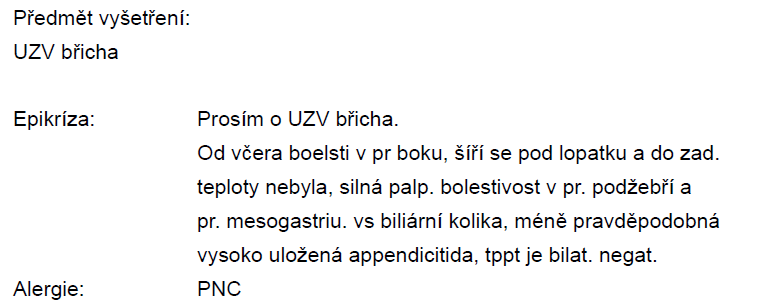 Předmět vyšetření:
UZV břicha
Epikríza: Prosím o UZV břicha.
Od včera boelsti v pr boku, šíří se pod lopatku a do zad.
teploty nebyla, silná palp. bolestivost v pr. podžebří a
pr. mesogastriu. vs biliární kolika, méně pravděpodobná
vysoko uložená appendicitida, tppt je bilat. negat.
Alergie: PNC